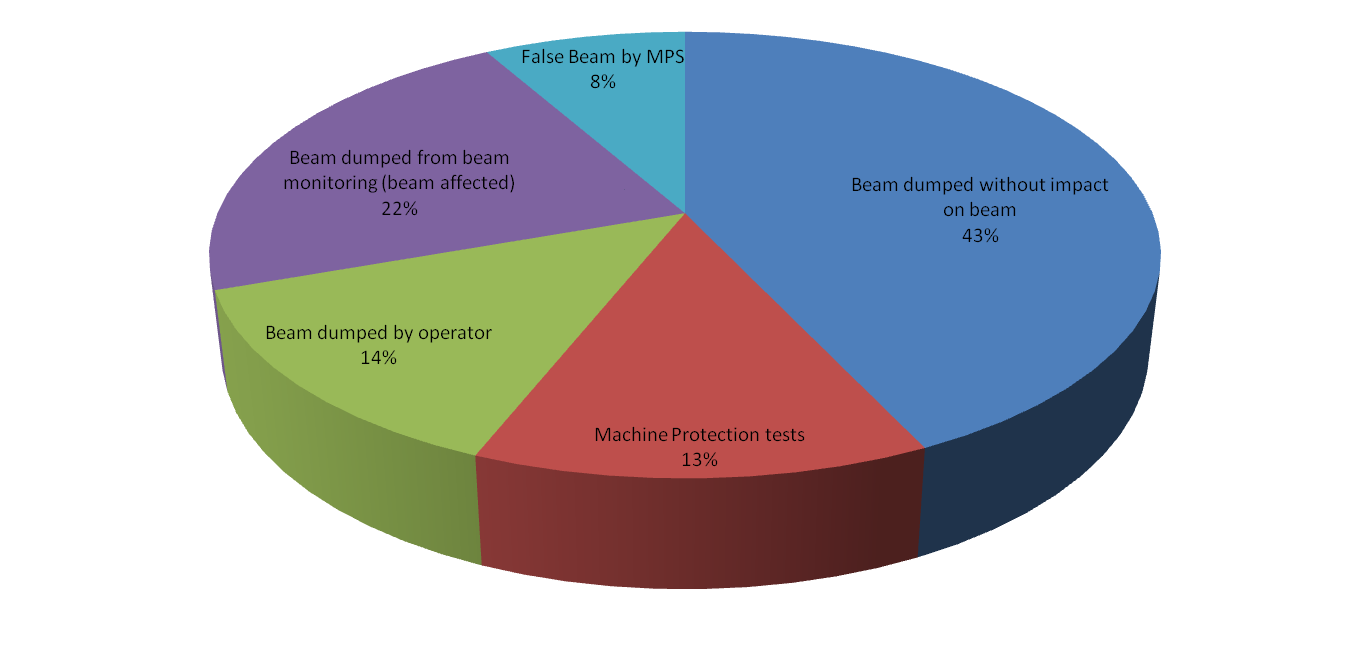 False Beam by MPS
8%
Beam dumped from beam
monitoring (beam affected)
22%
Beam dumped without impact
on beam
43%
Beam dumped by operator
14%
Machine Protection tests
13%